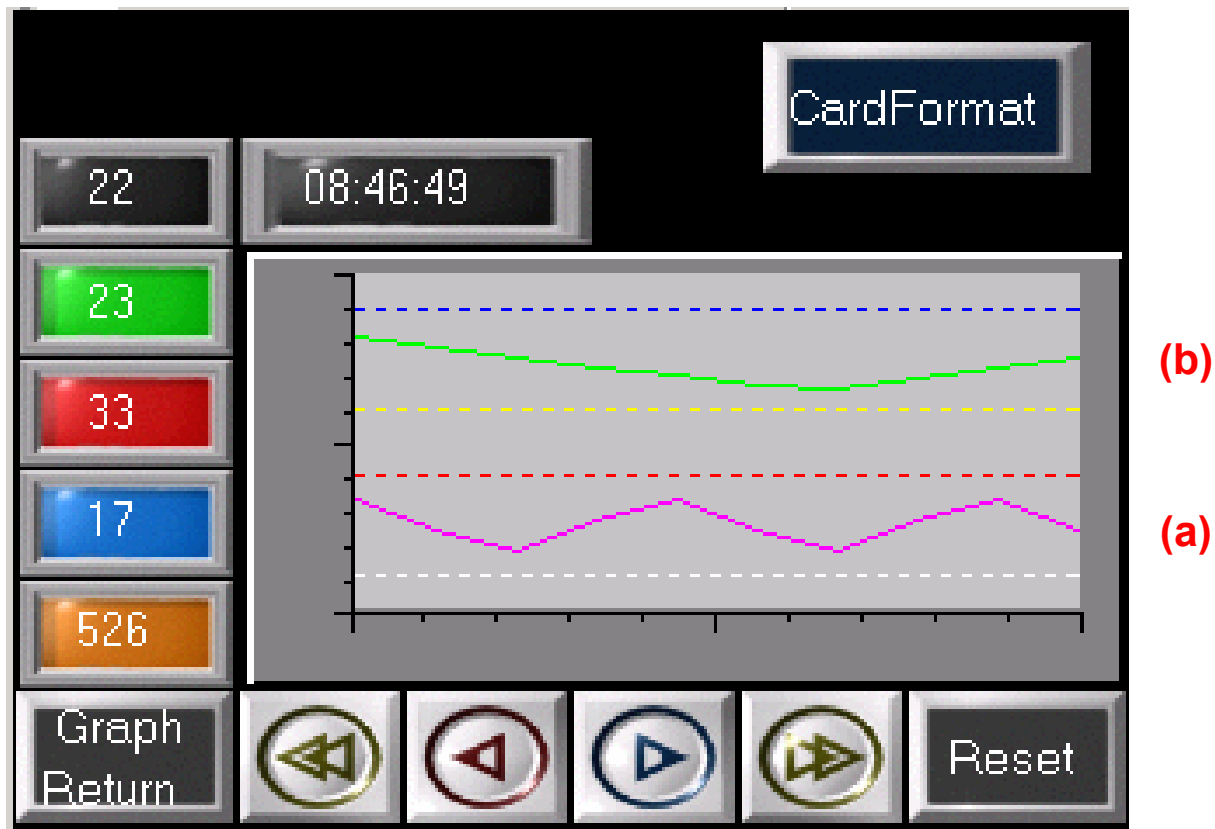 CardFormat
22
08:46:49
23
33
17
526
(b)
(a)
Graph
Return
Reset